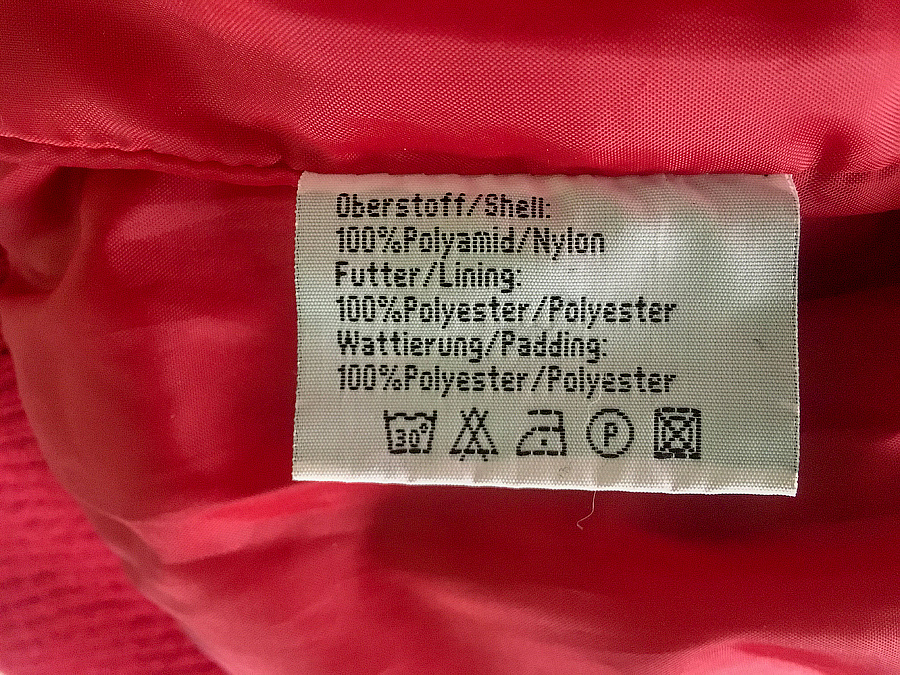 Oberstoff/Shell:
100%Polyamid/Nylon
Futter/Lining:
100%Polyester/Polyester
Wattierung/Padding:
100%Polyester/Polyester
30° P